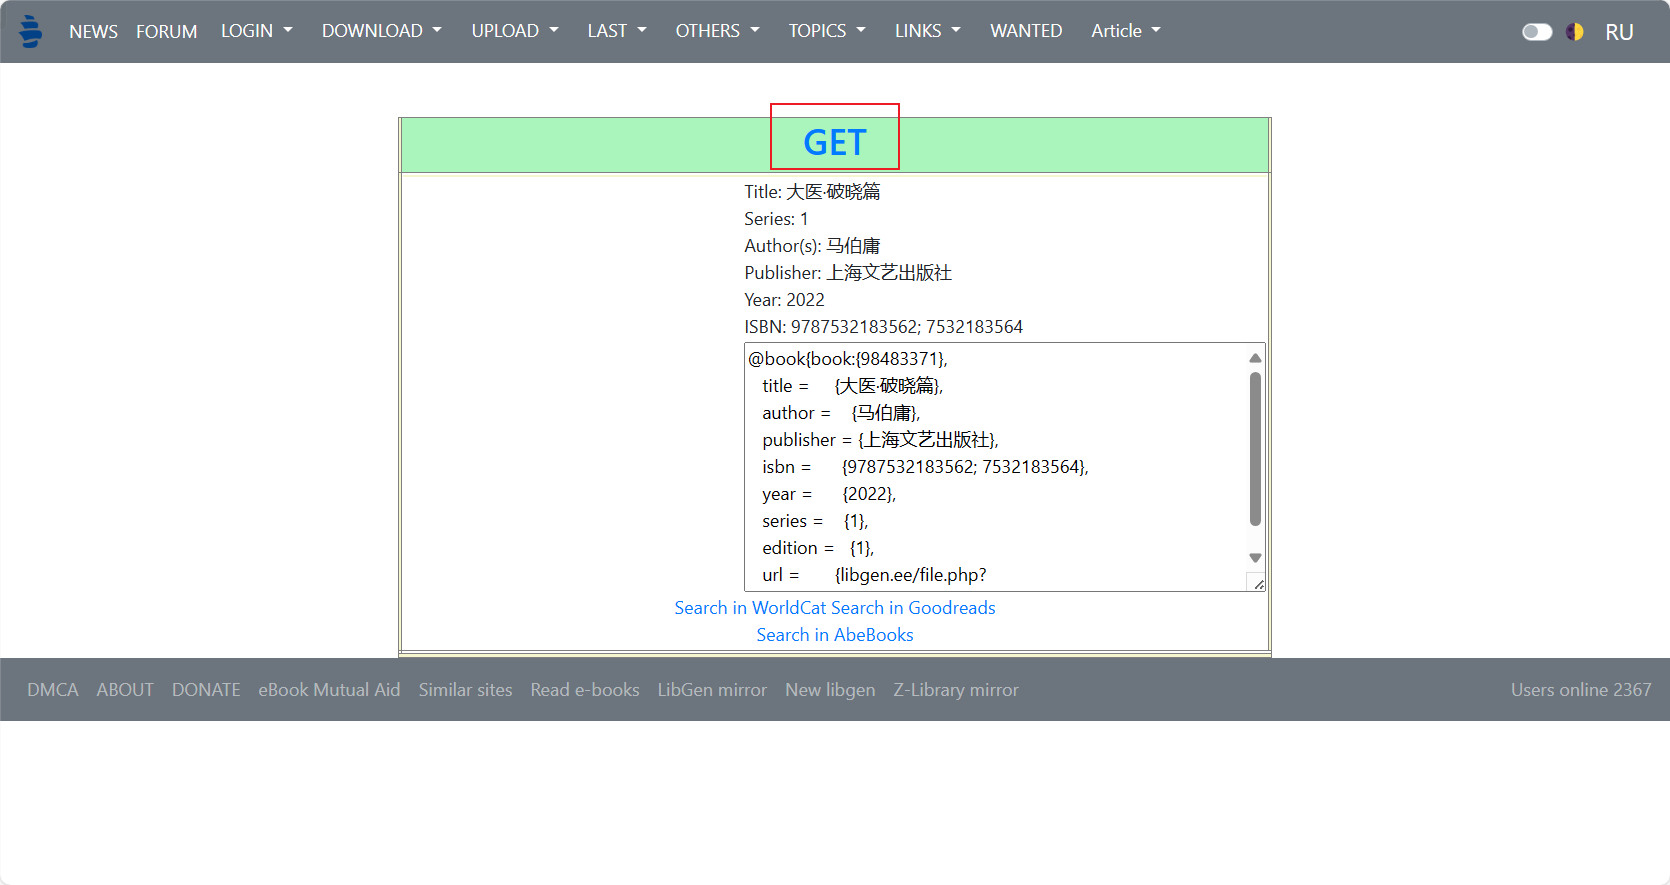 NEWS FORUM LOGIN DOWNLOAD UPLOAD LAST OTHERS TOPICS LINKS WANTED Article RU
GET
Title: 大医·破晓篇
Series: 1
Author(s): 马伯庸
Publisher: 上海文艺出版社
Year: 2022
ISBN: 9787532183562; 7532183564
@book{book:{98483371},
title = {大医·破晓篇},
author = {马伯庸},
publisher = {上海文艺出版社},
isbn = {9787532183562; 7532183564},
year = {2022},
series = {1},
edition = {1},
url = {libgen.ee/file.php?
Search in WorldCat Search in Goodreads
Search in AbeBooks
DMCA ABOUT DONATE eBook Mutual Aid Similar sites Read e-books LibGen mirror New libgen Z-Library mirror Users online 2367